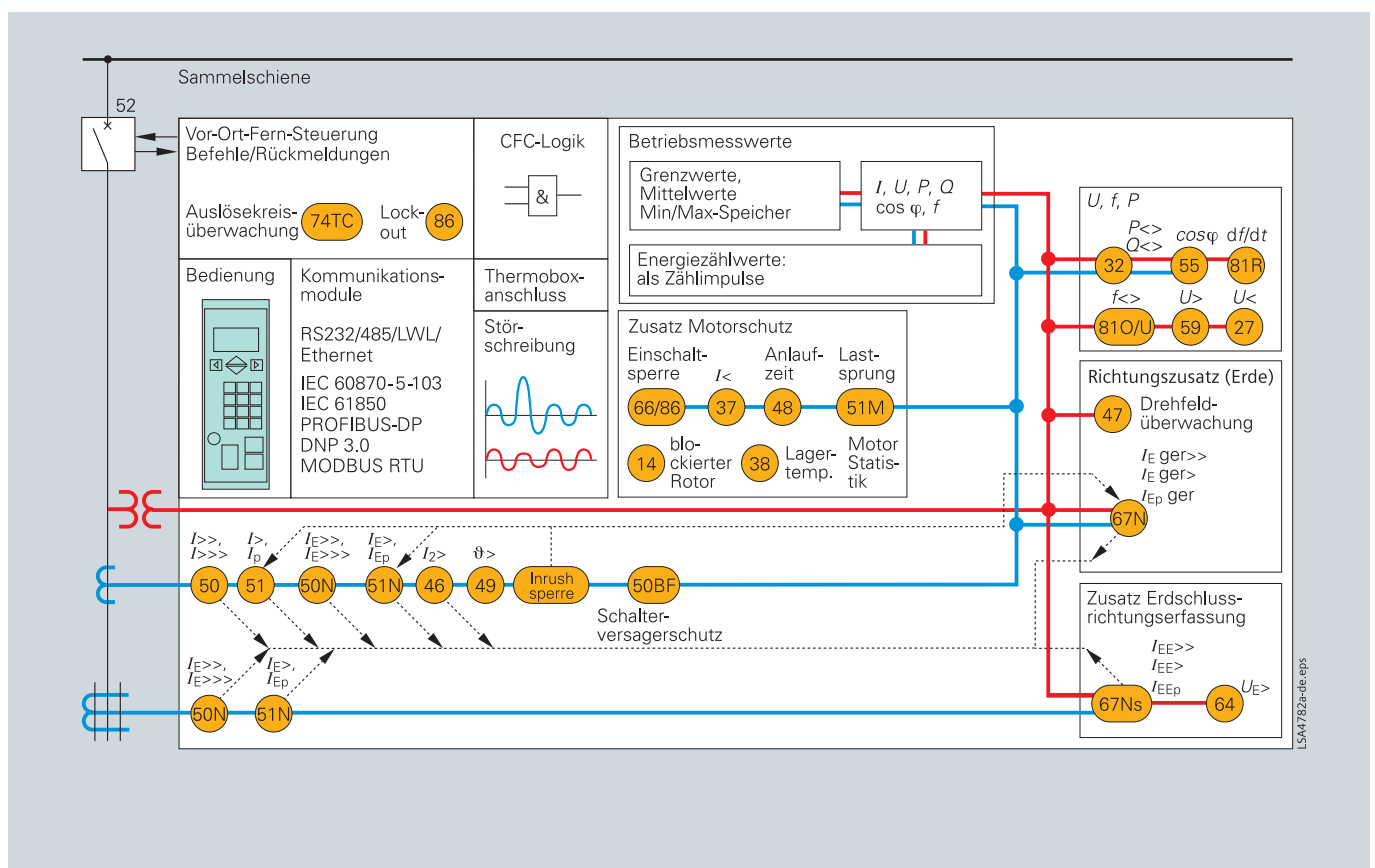 Sammelschiene
52
Vor-Ort-Fern-Steuerung
Befehle/Rückmeldungen
Auslösekreis-
überwachung
74TC
Lock-
out
86
CFC-Logik
&
Betriebsmesswerte
Grenzwerte,
Mittelwerte
Min/Max-Speicher
I, U, P, Q
cos φ, f
Energiezählwerte:
als Zählimpulse
U, f, P
P<>
Q<>
cosφ
df/dt
32
55
81R
f<>
U>
U<
81O/U
59
27
Bedienung
Kommunikations-
module
RS232/485/LWL/
Ethernet
IEC 60870-5-103
IEC 61850
PROFIBUS-DP
DNP 3.0
MODBUS RTU
Thermobox-
anschluss
Stör-
schreibung
Zusatz Motorschutz
Einschalt-
sperre
I<
Anlauf-
zeit
Last-
sprung
66/86
37
48
51M
14
blo-
ckierter
Rotor
38
Lager-
temp.
Motor
Statis-
tik
Richtungszusatz (Erde)
47
Drehfeld-
überwachung
IE ger>>
IE ger>
IEp ger
67N
I>>,
I>>>
I>,
Ip
IE>>,
IE>>>
IE>,
IEp
I2>
ϑ>
50
51
50N
51N
46
49
Inrush
sperre
50BF
Schalter-
versagerschutz
IE>>,
IE>>>
IE>,
IEp
50N
51N
Zusatz Erdschluss-
richtungserfassung
IEE>>
IEE>
IEEp
67Ns
64
UE>
LSA4782a-de.eps